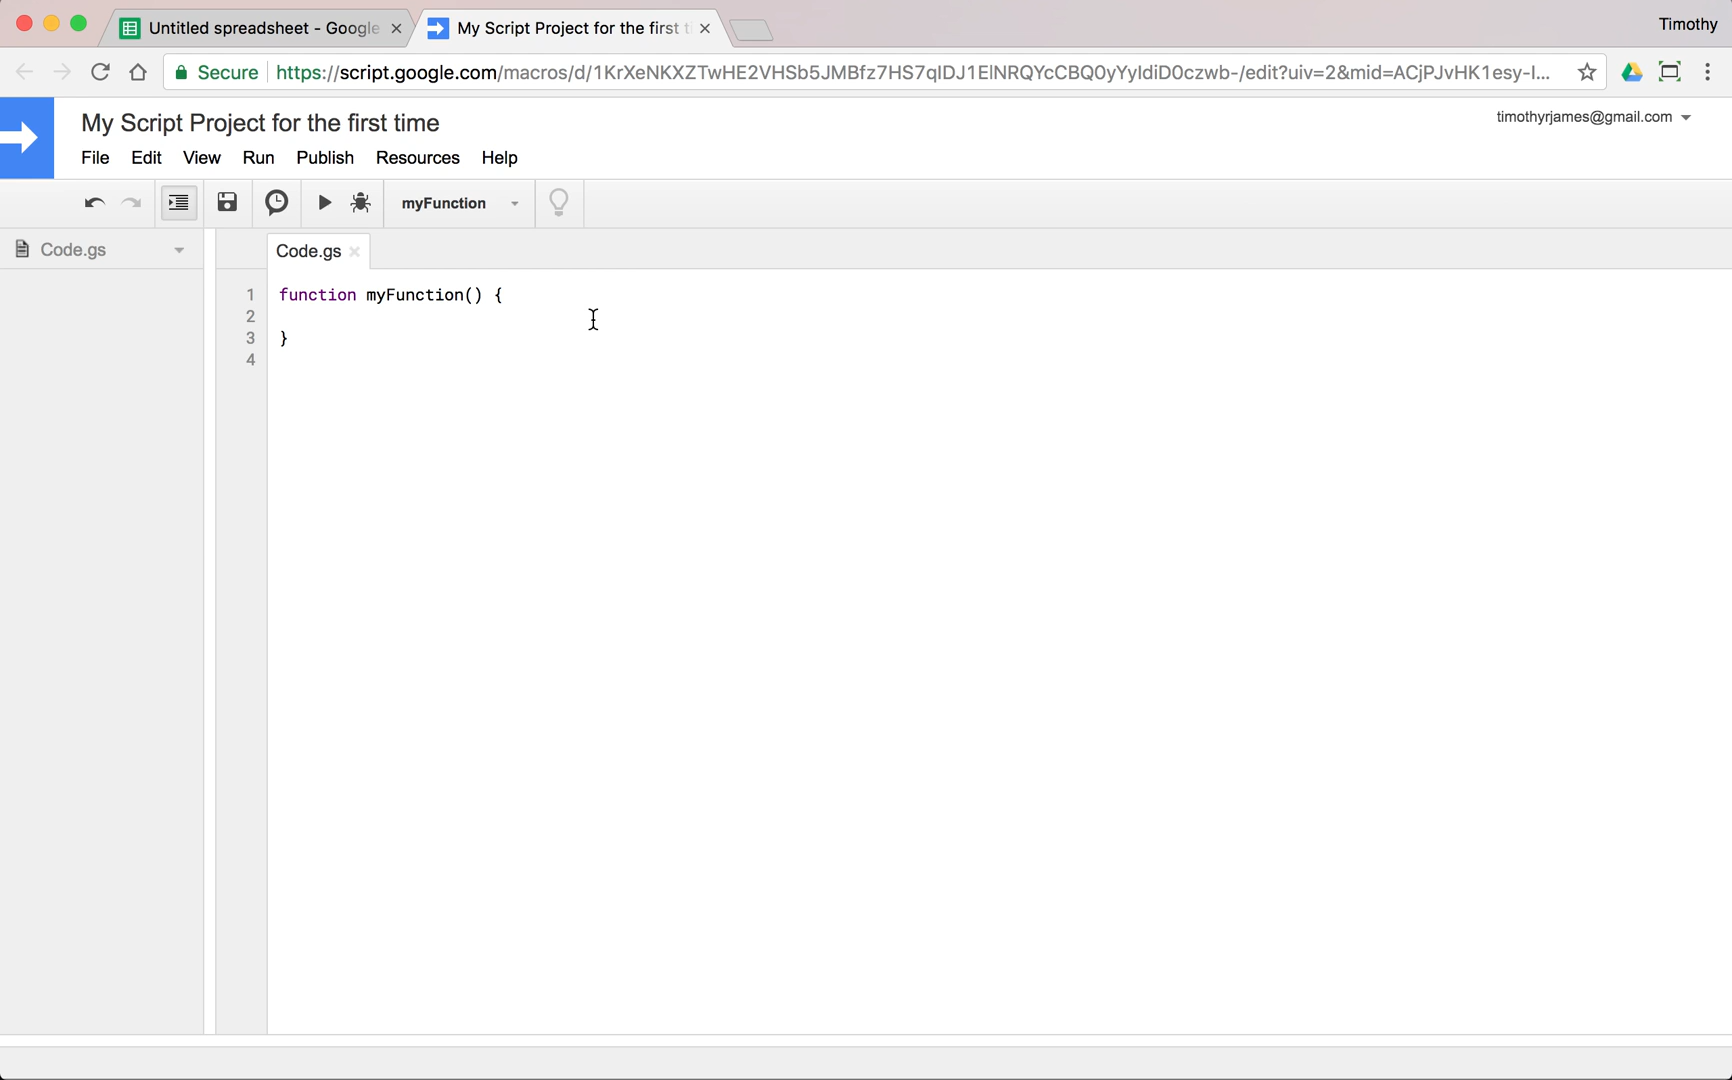 Untitled spreadsheet - Google
My Script Project for the first ti
Timothy
Secure https://script.google.com/macros/d/1KrXeNKXZTwHE2VHSb5JMBfz7HS7qIDJ1EINRQYcCBQ0yYyIdiD0czwb-/edit?uiv=2&mid=ACjPJvHK1esy-I...
My Script Project for the first time
timothyrjames@gmail.com
File Edit View Run Publish Resources Help
myFunction
Code.gs
Code.gs
1 function myFunction() {
2
3 }
4